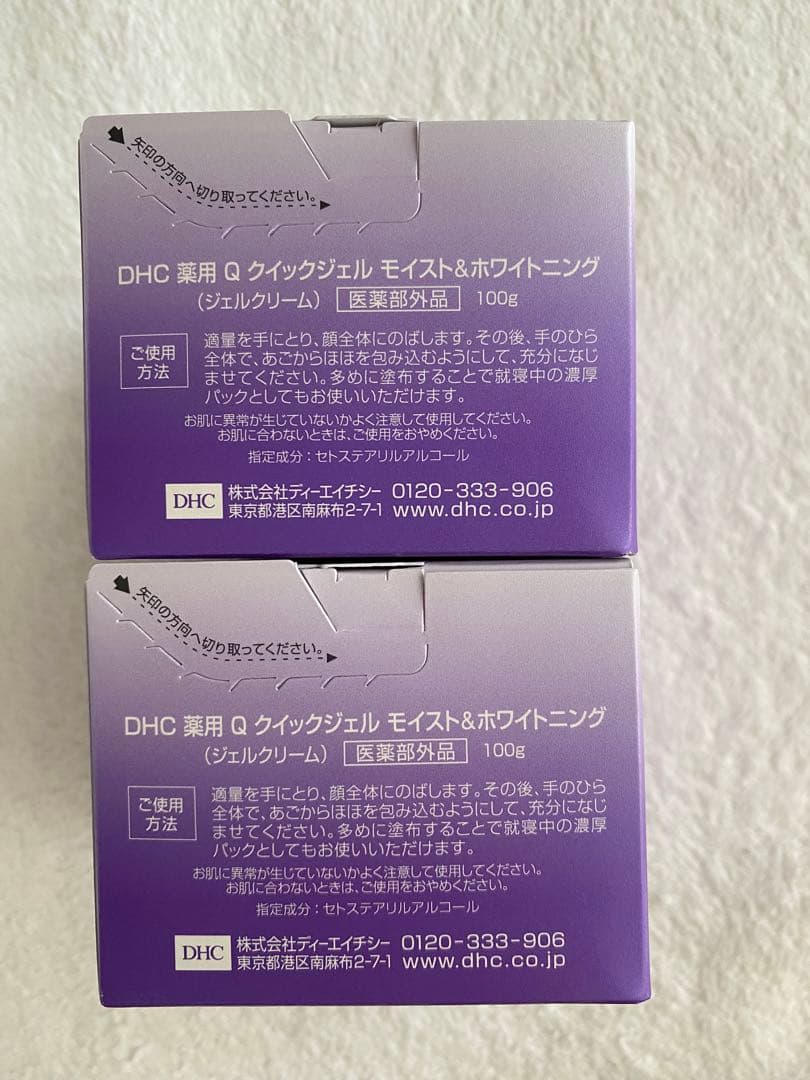 矢印の方向へ切り取ってください。
DHC 薬用 Q クイックジェル モイスト&ホワイトニング
(ジェルクリーム) 医薬部外品 100g
ご使用
方法
適量を手にとり、顔全体にのばします。その後、手のひら
全体で、あごからほほを包み込むようにして、充分になじ
ませてください。多めに塗布することで就寝中の濃厚
パックとしてもお使いいただけます。
お肌に異常が生じていないかよく注意して使用してください。
お肌に合わないときは、ご使用をおやめください。
指定成分:セトステアリルアルコール
DHC 株式会社ディーエイチシー 0120-333-906
東京都港区南麻布2-7-1 www.dhc.co.jp
矢印の方向へ切り取ってください。
DHC 薬用 Q クイックジェル モイスト&ホワイトニング
(ジェルクリーム) 医薬部外品 100g
ご使用
方法
適量を手にとり、顔全体にのばします。その後、手のひら
全体で、あごからほほを包み込むようにして、充分になじ
ませてください。多めに塗布することで就寝中の濃厚
パックとしてもお使いいただけます。
お肌に異常が生じていないかよく注意して使用してください。
お肌に合わないときは、ご使用をおやめください。
指定成分:セトステアリルアルコール
DHC 株式会社ディーエイチシー 0120-333-906
東京都港区南麻布2-7-1 www.dhc.co.jp